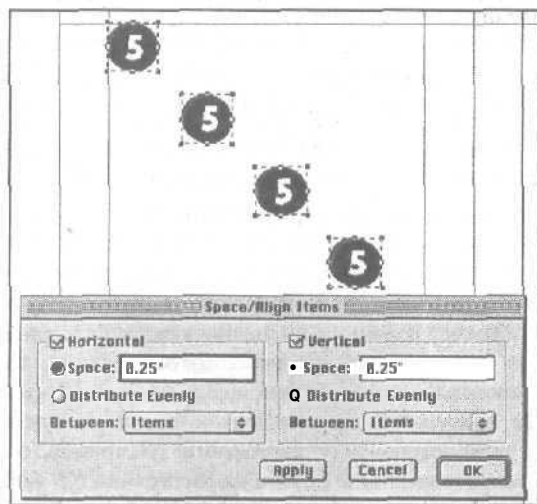 5
5
5
5
Space/Align Items
Horizontal
Space: 0.25"
Distribute Evenly
Between: Items
Vertical
• Space: 0.25"
Q Distribute Evenly
Between: Items
Apply Cancel OK